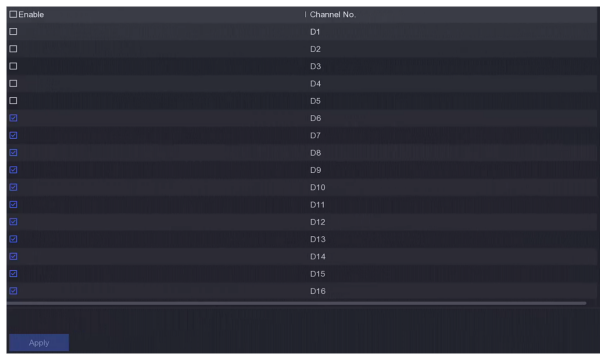 Enable Channel No.
D1
D2
D3
D4
D5
D6
D7
D8
D9
D10
D11
D12
D13
D14
D15
D16
Apply